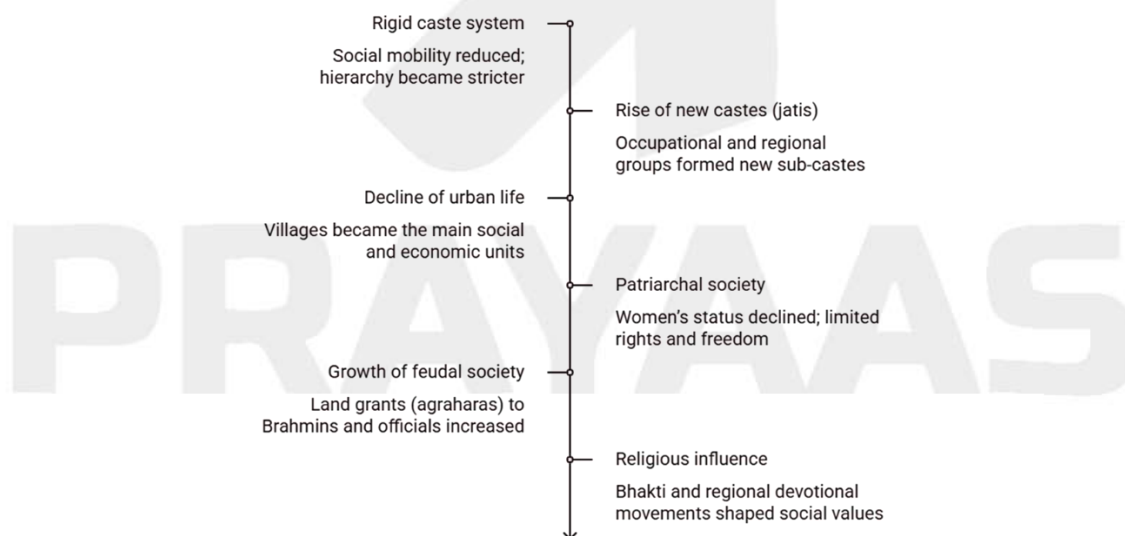 Rigid caste system
Social mobility reduced;
hierarchy became stricter
Rise of new castes (jatis)
Occupational and regional
groups formed new sub-castes
Decline of urban life
Villages became the main social
and economic units
Patriarchal society
Women’s status declined; limited
rights and freedom
Growth of feudal society
Land grants (agraharas) to
Brahmins and officials increased
Religious influence
Bhakti and regional devotional
movements shaped social values
PRAYAAS